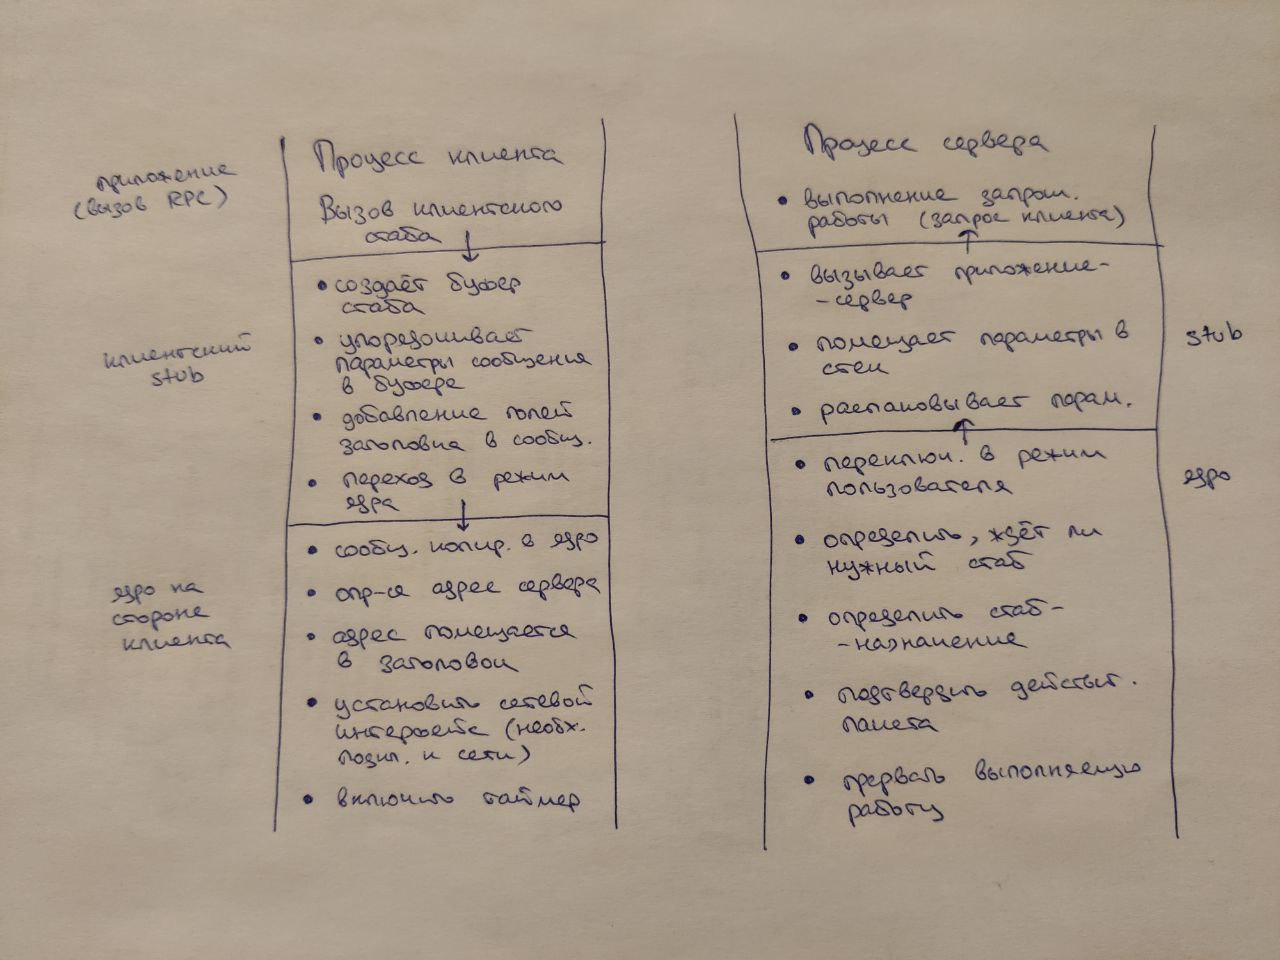 приложение
(вызов RPC)
Процесс клиента
Вызов клиентского
стаба
клиентский
stub
• создаёт буфер
стаба
• упорядочивает
параметры сообщения
в буфере
• добавление полей
заголовка в сообщ.
• переход в режим
ядра
ядро на
стороне
клиента
• сообщ. копир. в ядро
• опр-ся адрес сервера
• адрес помещается
в заголовок
• установить сетевой
интерфейс (необх.
подкл. к сети)
• включить таймер
Процесс сервера
• выполнение запрош.
работы (запрос клиента)
• вызывает приложение-
-сервер
• помещает параметры в
стек
• распаковывает парам.
stub
• переключ. в режим
пользователя
• определить, ждёт ли
нужный стаб
• определить стаб-
-назначение
• подтвердить действит.
пакета
• прервать выполняемую
работу
ядро